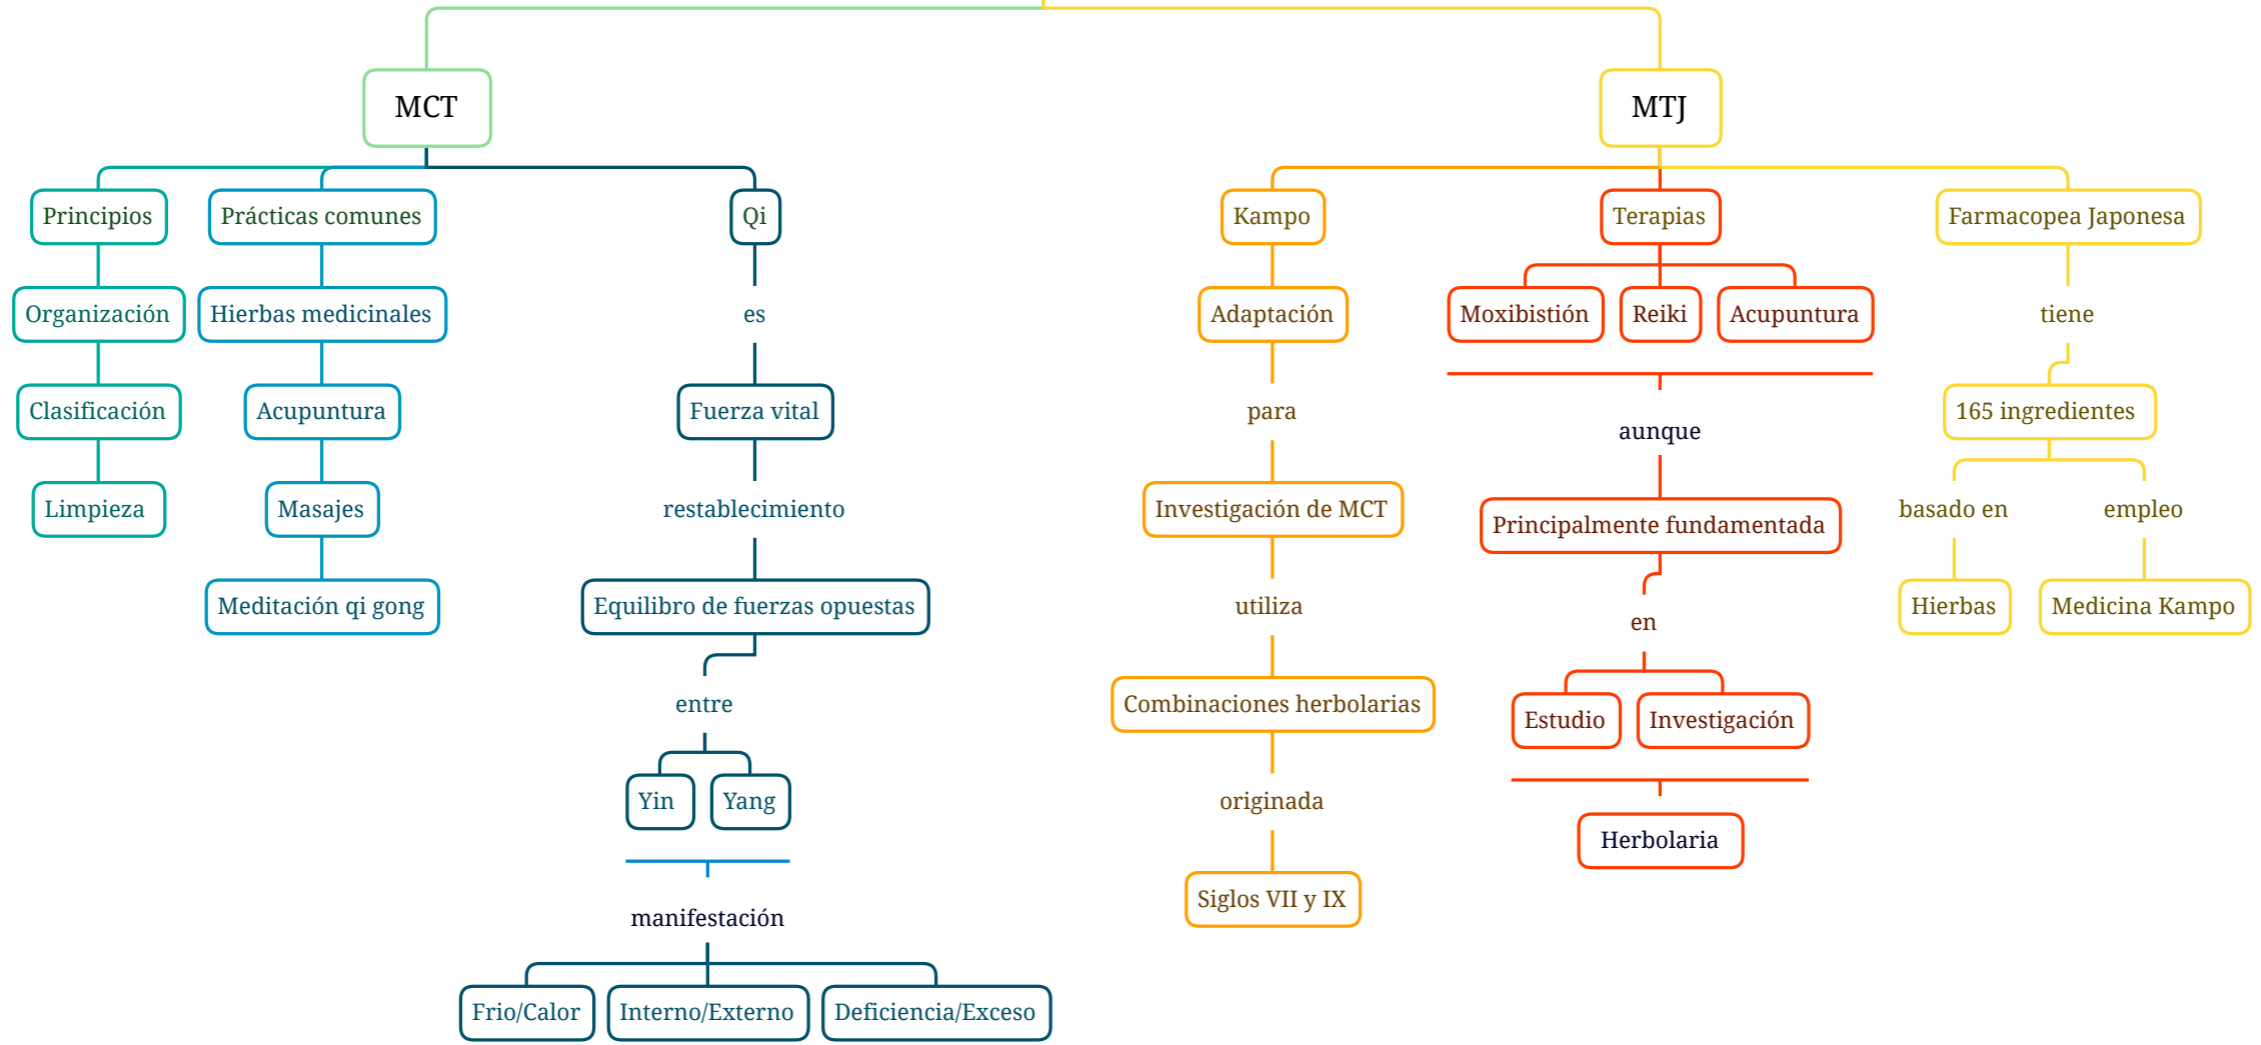 MCT
Principios
Organización
Clasificación
Limpieza
Prácticas comunes
Hierbas medicinales
Acupuntura
Masajes
Meditación qi gong
Qi
es
Fuerza vital
restablecimiento
Equilibro de fuerzas opuestas
entre
Yin
Yang
manifestación
Frio/Calor
Interno/Externo
Deficiencia/Exceso
MTJ
Kampo
Adaptación
para
Investigación de MCT
utiliza
Combinaciones herbolarias
originada
Siglos VII y IX
Terapias
Moxibistión
Reiki
Acupuntura
aunque
Principalmente fundamentada
en
Estudio
Investigación
Herbolaria
Farmacopea Japonesa
tiene
165 ingredientes
basado en
Hierbas
empleo
Medicina Kampo